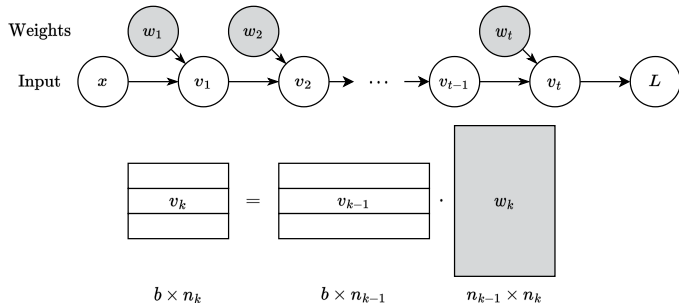 Weights w₁ w₂ wₜ
Input x v₁ v₂ ⋯ vₜ₋₁ vₜ L
vₖ = vₖ₋₁ · wₖ
b × nₖ b × nₖ₋₁ nₖ₋₁ × nₖ